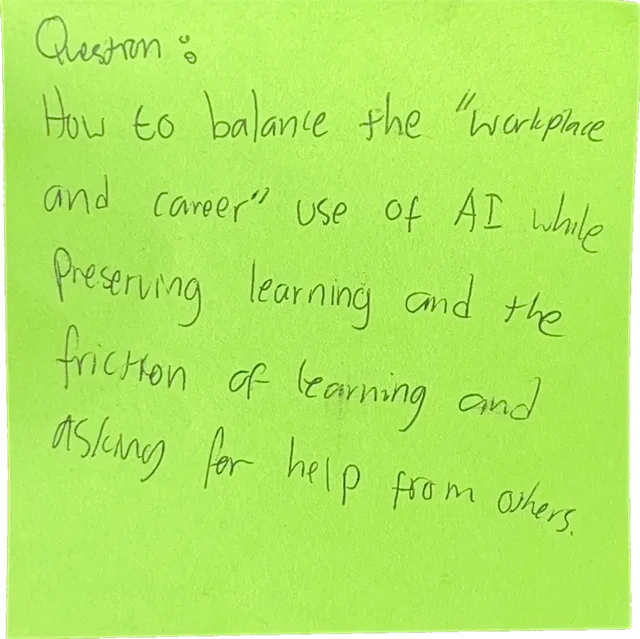 Question:
How to balance the "workplace
and career" use of AI while
preserving learning and the
friction of learning and
asking for help from others.